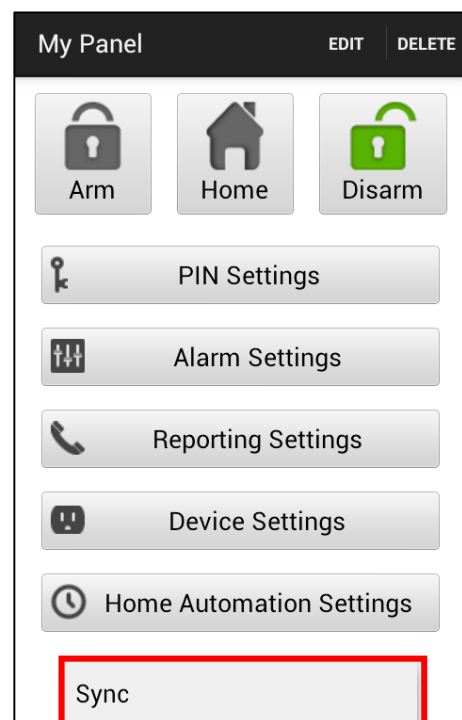 My Panel EDIT DELETE
Arm Home Disarm
PIN Settings
Alarm Settings
Reporting Settings
Device Settings
Home Automation Settings
Sync